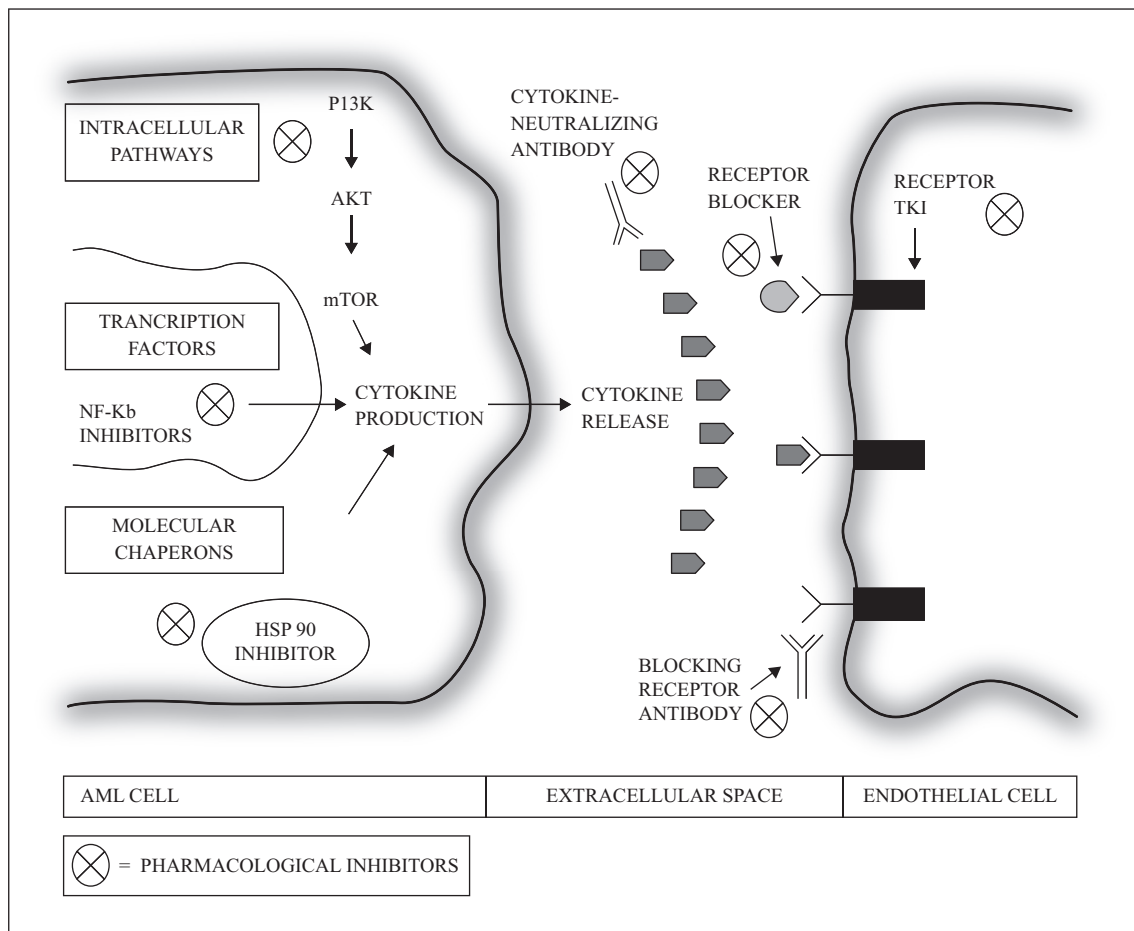 INTRACELLULAR
PATHWAYS
P13K
AKT
mTOR
TRANCRIPTION
FACTORS
NF-Kb
INHIBITORS
CYTOKINE
PRODUCTION
MOLECULAR
CHAPERONS
HSP 90
INHIBITOR
CYTOKINE-
NEUTRALIZING
ANTIBODY
CYTOKINE
RELEASE
RECEPTOR
BLOCKER
BLOCKING
RECEPTOR
ANTIBODY
RECEPTOR
TKI
AML CELL
EXTRACELLULAR SPACE
ENDOTHELIAL CELL
= PHARMACOLOGICAL INHIBITORS